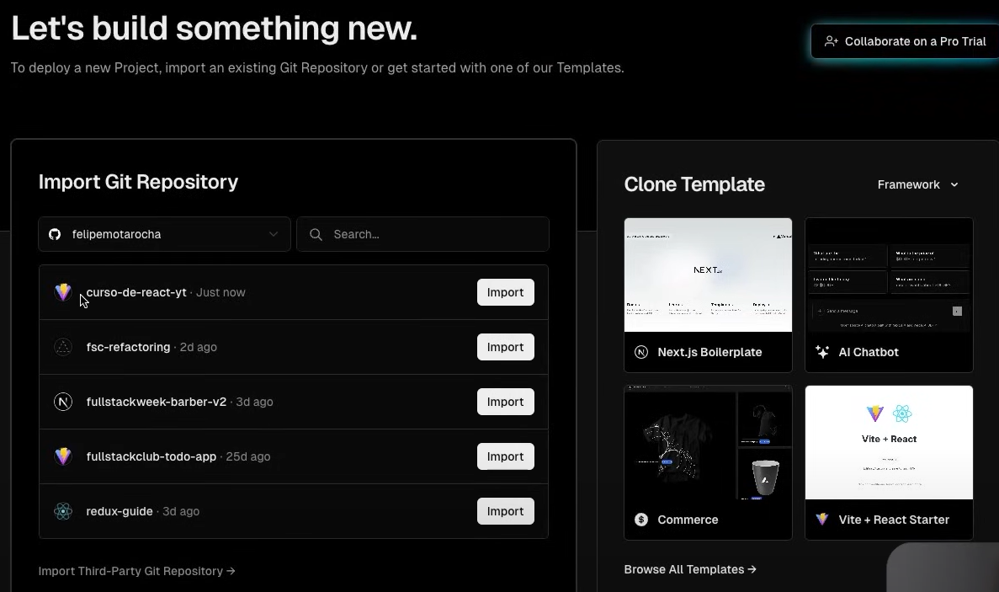 Let's build something new.
Collaborate on a Pro Trial
To deploy a new Project, import an existing Git Repository or get started with one of our Templates.
Import Git Repository
felipemotarocha
Search...
curso-de-react-yt · Just now
Import
fsc-refactoring · 2d ago
Import
fullstackweek-barber-v2 · 3d ago
Import
fullstackclub-todo-app · 25d ago
Import
redux-guide · 3d ago
Import
Import Third-Party Git Repository →
Clone Template
Framework
NEXT
Next.js Boilerplate
Send a message
AI Chatbot
Commerce
Vite + React
Vite + React Starter
Browse All Templates →